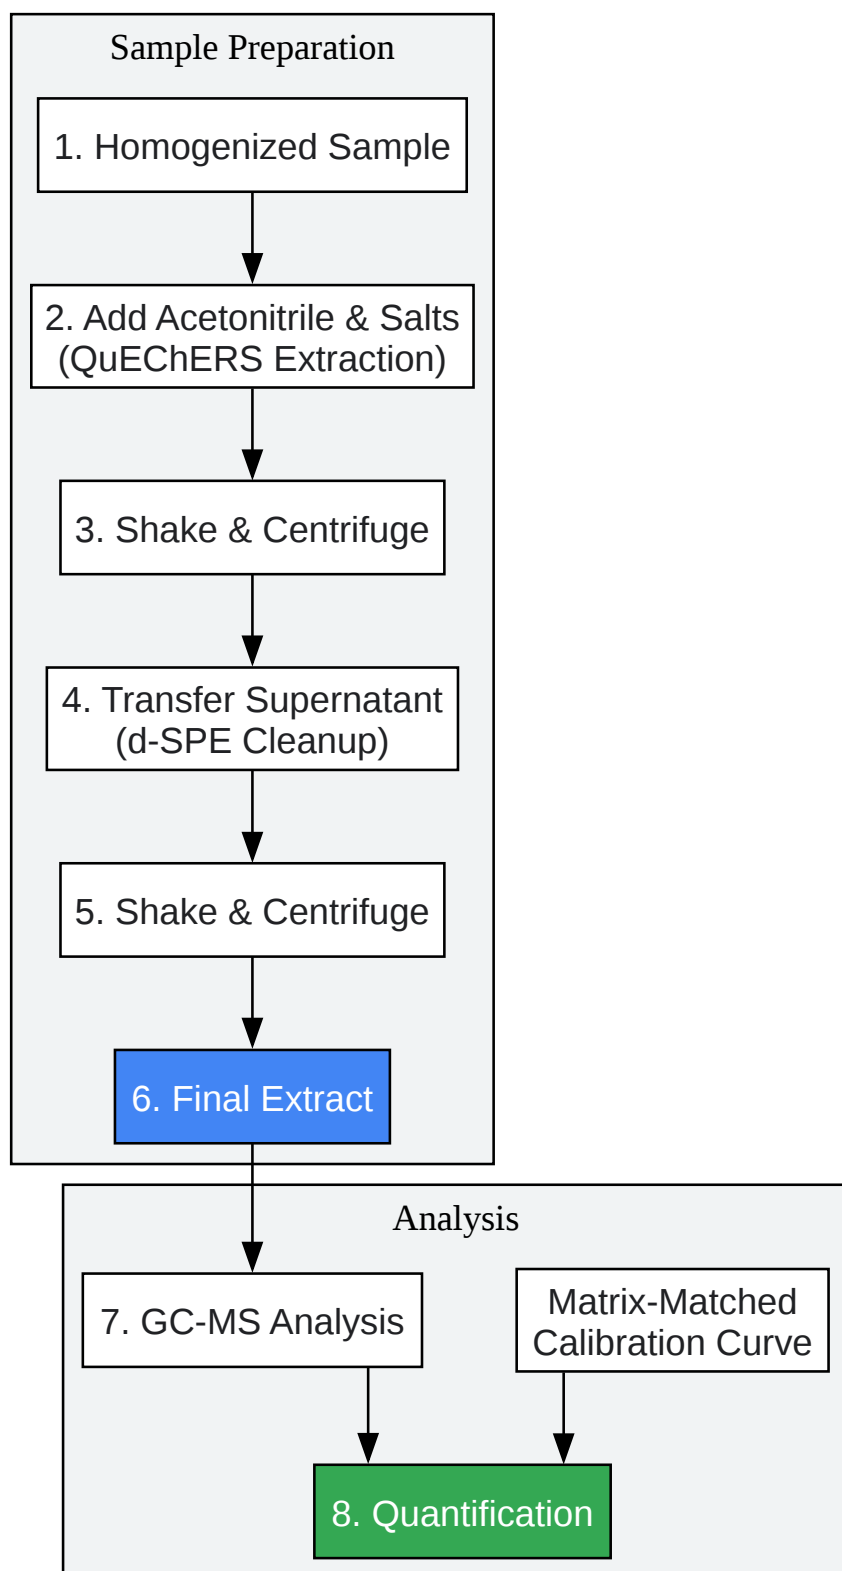 Sample Preparation
1. Homogenized Sample
2. Add Acetonitrile & Salts
(QuEChERS Extraction)
3. Shake & Centrifuge
4. Transfer Supernatant
(d-SPE Cleanup)
5. Shake & Centrifuge
6. Final Extract
Analysis
7. GC-MS Analysis
Matrix-Matched
Calibration Curve
8. Quantification